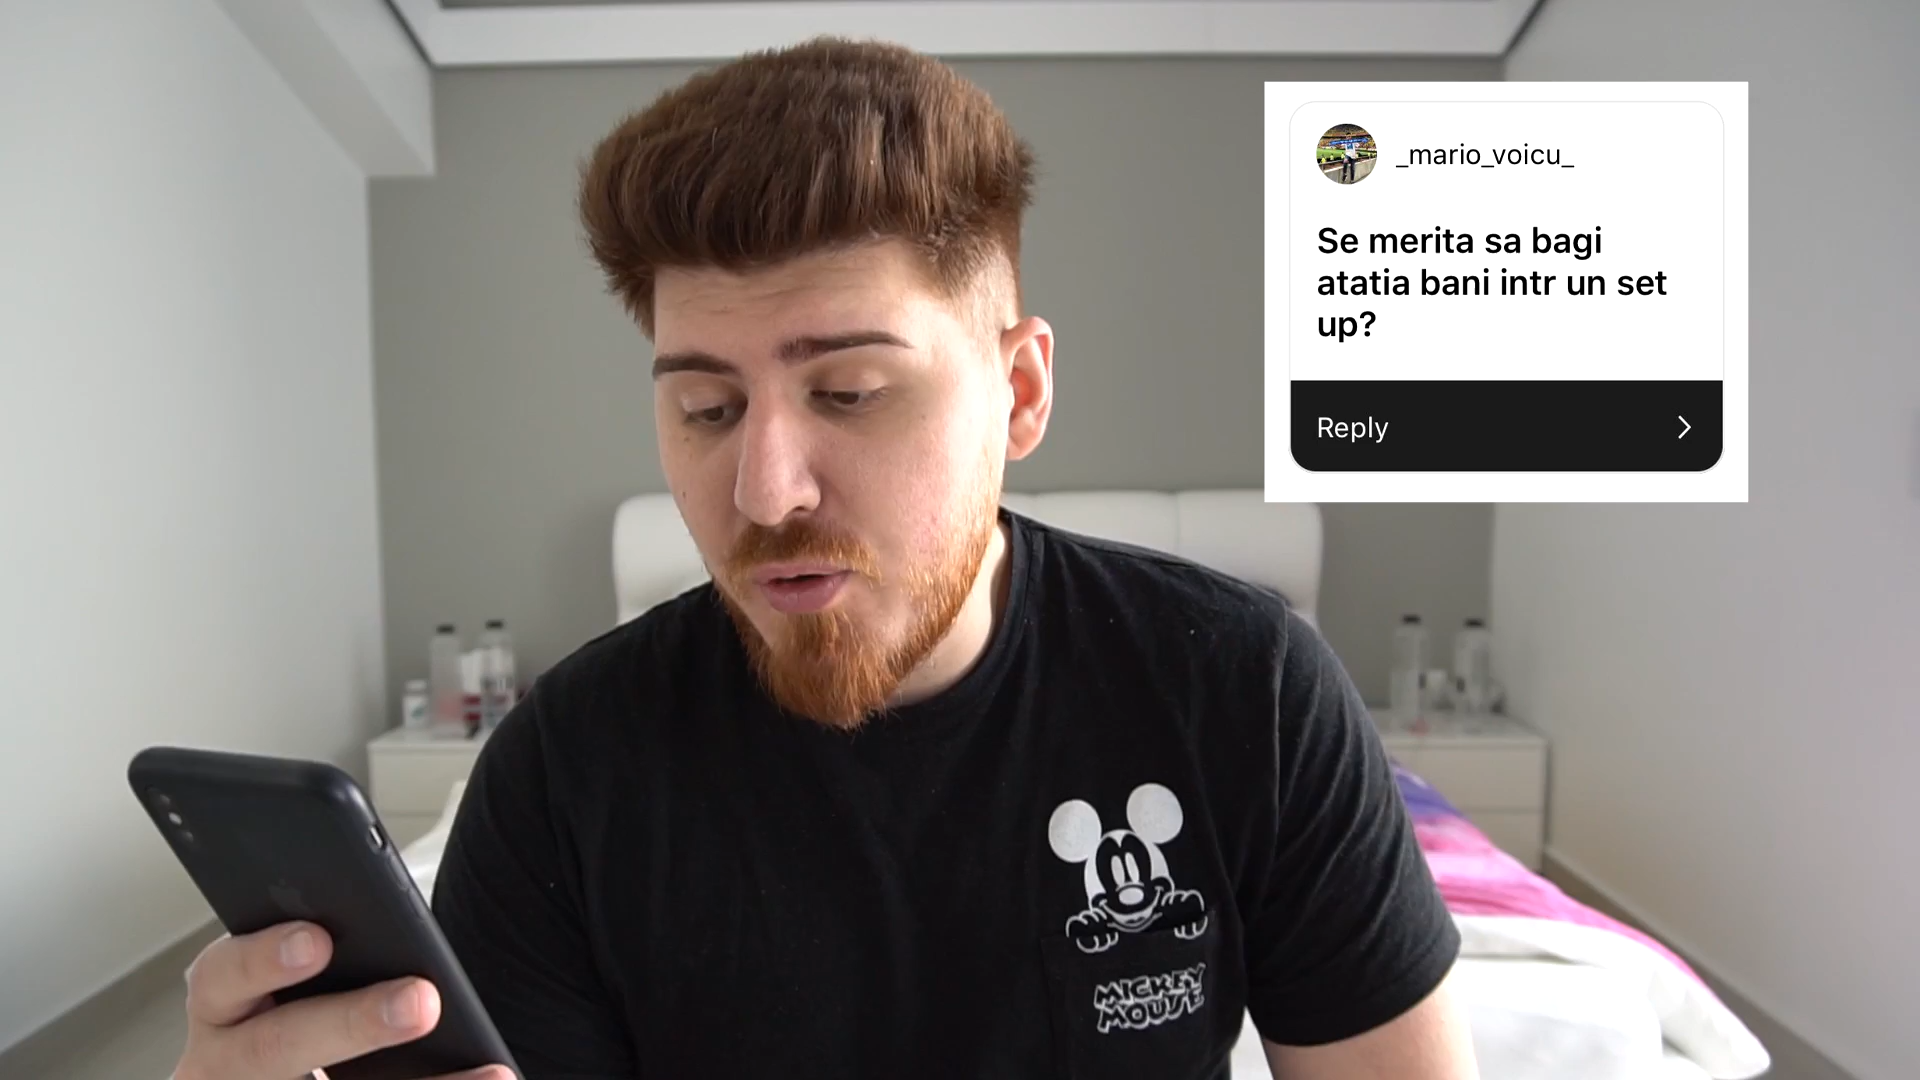 _mario_voicu_
Se merita sa bagi
atatia bani intr un set
up?
Reply
MICKEY
MOUSE